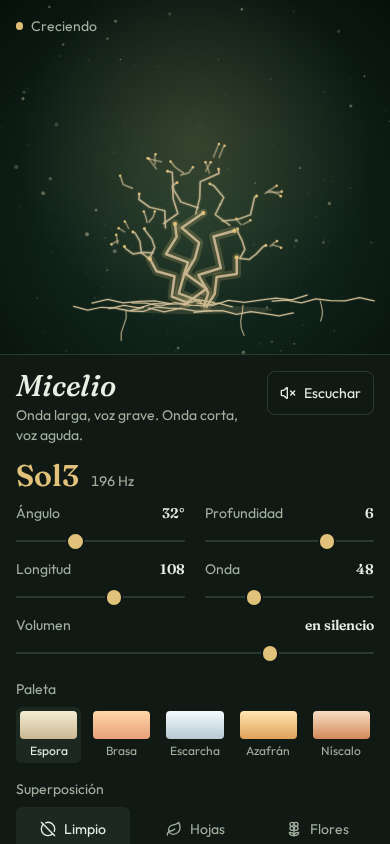 Creciendo
Micelio
Escuchar
Onda larga, voz grave. Onda corta,
voz aguda.
Sol3 196 Hz
Ángulo 32°
Profundidad 6
Longitud 108
Onda 48
Volumen en silencio
Paleta
Espora Brasa Escarcha Azafrán Níscalo
Superposición
Limpio Hojas Flores